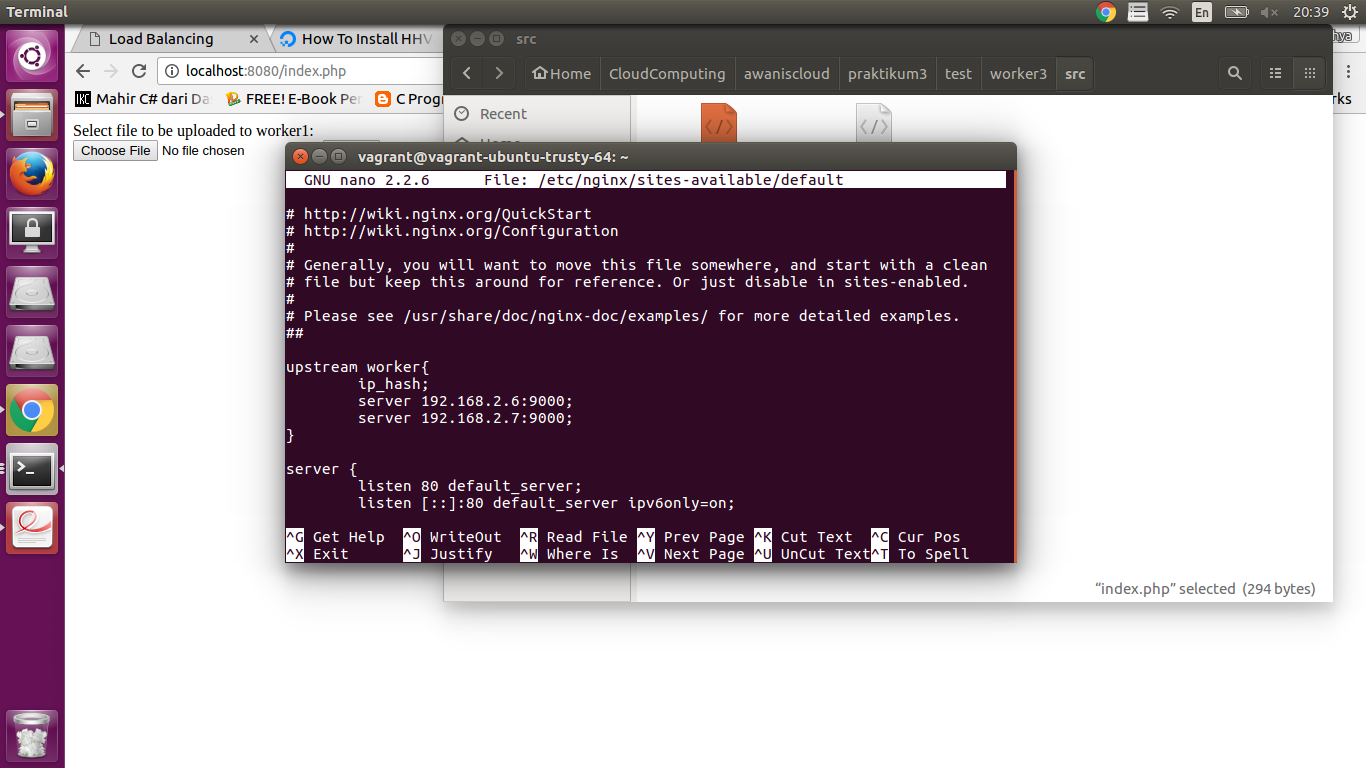 Terminal
En
20:39
Load Balancing
How To Install HHV
src
localhost:8080/index.php
Home
CloudComputing
awaniscloud
praktikum3
test
worker3
src
Mahir C# dari Da
FREE! E-Book Per
C Progr
Recent
Home
Select file to be uploaded to worker1:
Choose File No file chosen
vagrant@vagrant-ubuntu-trusty-64: ~
GNU nano 2.2.6 File: /etc/nginx/sites-available/default
# http://wiki.nginx.org/QuickStart
# http://wiki.nginx.org/Configuration
#
# Generally, you will want to move this file somewhere, and start with a clean
# file but keep this around for reference. Or just disable in sites-enabled.
#
# Please see /usr/share/doc/nginx-doc/examples/ for more detailed examples.
##
upstream worker{
ip_hash;
server 192.168.2.6:9000;
server 192.168.2.7:9000;
}
server {
listen 80 default_server;
listen [::]:80 default_server ipv6only=on;
^G Get Help ^O WriteOut ^R Read File ^Y Prev Page ^K Cut Text ^C Cur Pos
^X Exit ^J Justify ^W Where Is ^V Next Page ^U UnCut Text ^T To Spell
“index.php” selected (294 bytes)